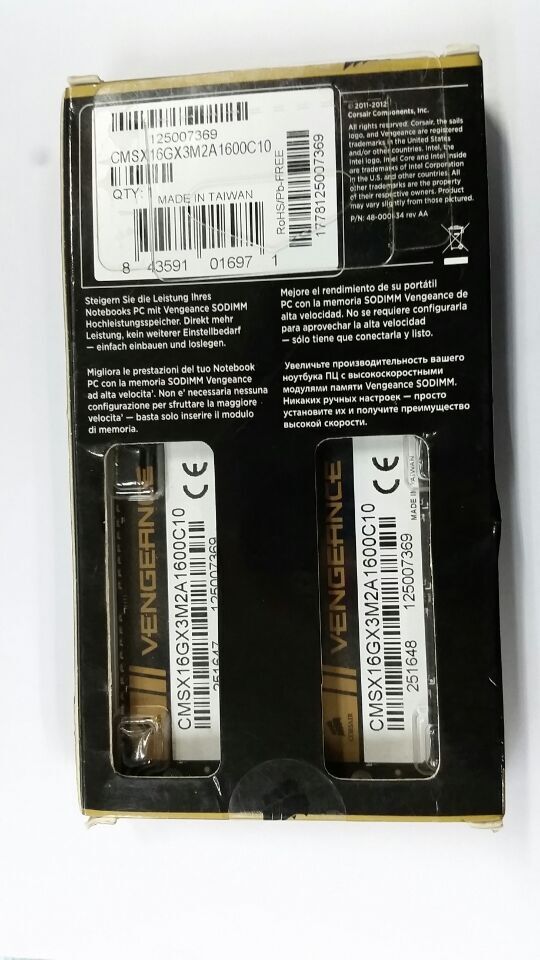 125007369
CMSX16GX3M2A1600C10
QTY: 1
MADE IN TAIWAN
8 43591 01697 1
RoHS/Pb-FREE
1778125007369
© 2011-2012
Corsair Components, Inc.
All rights reserved. Corsair, the sails
logo, and Vengeance are registered
trademarks in the United States
and/or other countries. Intel, the
Intel logo, Intel Core and Intel Inside
are trademarks of Intel Corporation
in the U.S. and other countries. All
other trademarks are the property
of their respective owners. Product
may vary slightly from those pictured.
P/N: 48-000434 rev AA
Steigern Sie die Leistung Ihres
Notebooks PC mit Vengeance SODIMM
Hochleistungsspeicher. Direkt mehr
Leistung, kein weiterer Einstellbedarf
— einfach einbauen und loslegen.
Mejore el rendimiento de su portátil
PC con la memoria SODIMM Vengeance de
alta velocidad. No se requiere configurarla
para aprovechar la alta velocidad
— sólo tiene que conectarla y listo.
Migliora le prestazioni del tuo Notebook
PC con la memoria SODIMM Vengeance
ad alta velocita'. Non e' necessaria nessuna
configurazione per sfruttare la maggiore
velocita' — basta solo inserire il modulo
di memoria.
Увеличьте производительность вашего
ноутбука ПЦ с высокоскоростными
модулями памяти Vengeance SODIMM.
Никаких ручных настроек — просто
установите их и получите преимущество
высокой скорости.
VENGEANCE
CMSX16GX3M2A1600C10
251647 125007369
CE
VENGEANCE
CORSAIR
CMSX16GX3M2A1600C10
251648 125007369
MADE IN TAIWAN
CE